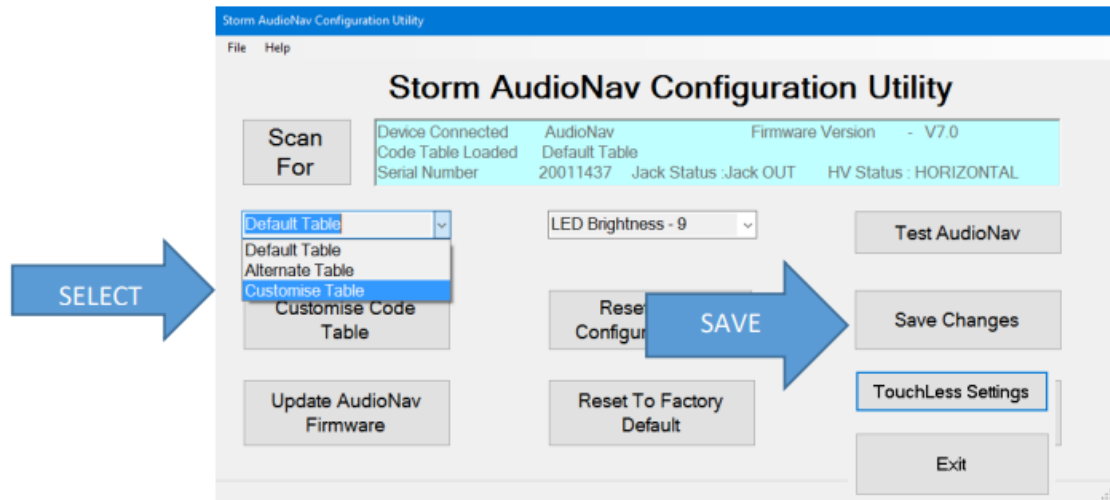 Storm AudioNav Configuration Utility
File Help
Storm AudioNav Configuration Utility
Scan
For
Device Connected AudioNav Firmware Version - V7.0
Code Table Loaded Default Table
Serial Number 20011437 Jack Status :Jack OUT HV Status : HORIZONTAL
Default Table
LED Brightness - 9
Test AudioNav
Default Table
Alternate Table
Customise Table
SELECT
Customise Code
Table
SAVE
Save Changes
TouchLess Settings
Update AudioNav
Firmware
Reset To Factory
Default
Exit